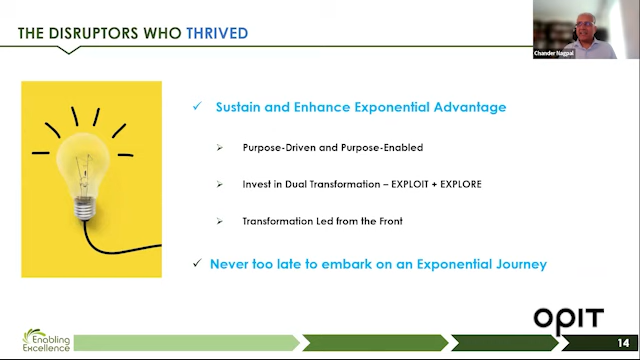 THE DISRUPTORS WHO THRIVED
Chander Nagpal
Sustain and Enhance Exponential Advantage
Purpose-Driven and Purpose-Enabled
Invest in Dual Transformation – EXPLOIT + EXPLORE
Transformation Led from the Front
Never too late to embark on an Exponential Journey
OPIT
Enabling
Excellence
14